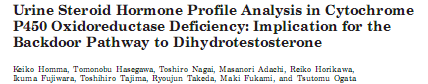 Urine Steroid Hormone Profile Analysis in Cytochrome
P450 Oxidoreductase Deficiency: Implication for the
Backdoor Pathway to Dihydrotestosterone
Keiko Homma, Tomonobu Hasegawa, Toshiro Nagai, Masanori Adachi, Reiko Horikawa,
Ikuma Fujiwara, Toshihiro Tajima, Ryoujun Takeda, Maki Fukami, and Tsutomu Ogata